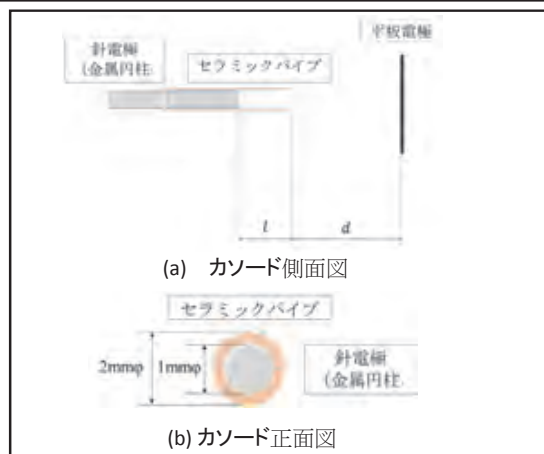 平板電極
針電極
(金属円柱
セラミックパイプ
l
d
(a) カソード側面図
セラミックパイプ
2mmφ
1mmφ
針電極
(金属円柱
(b) カソード正面図